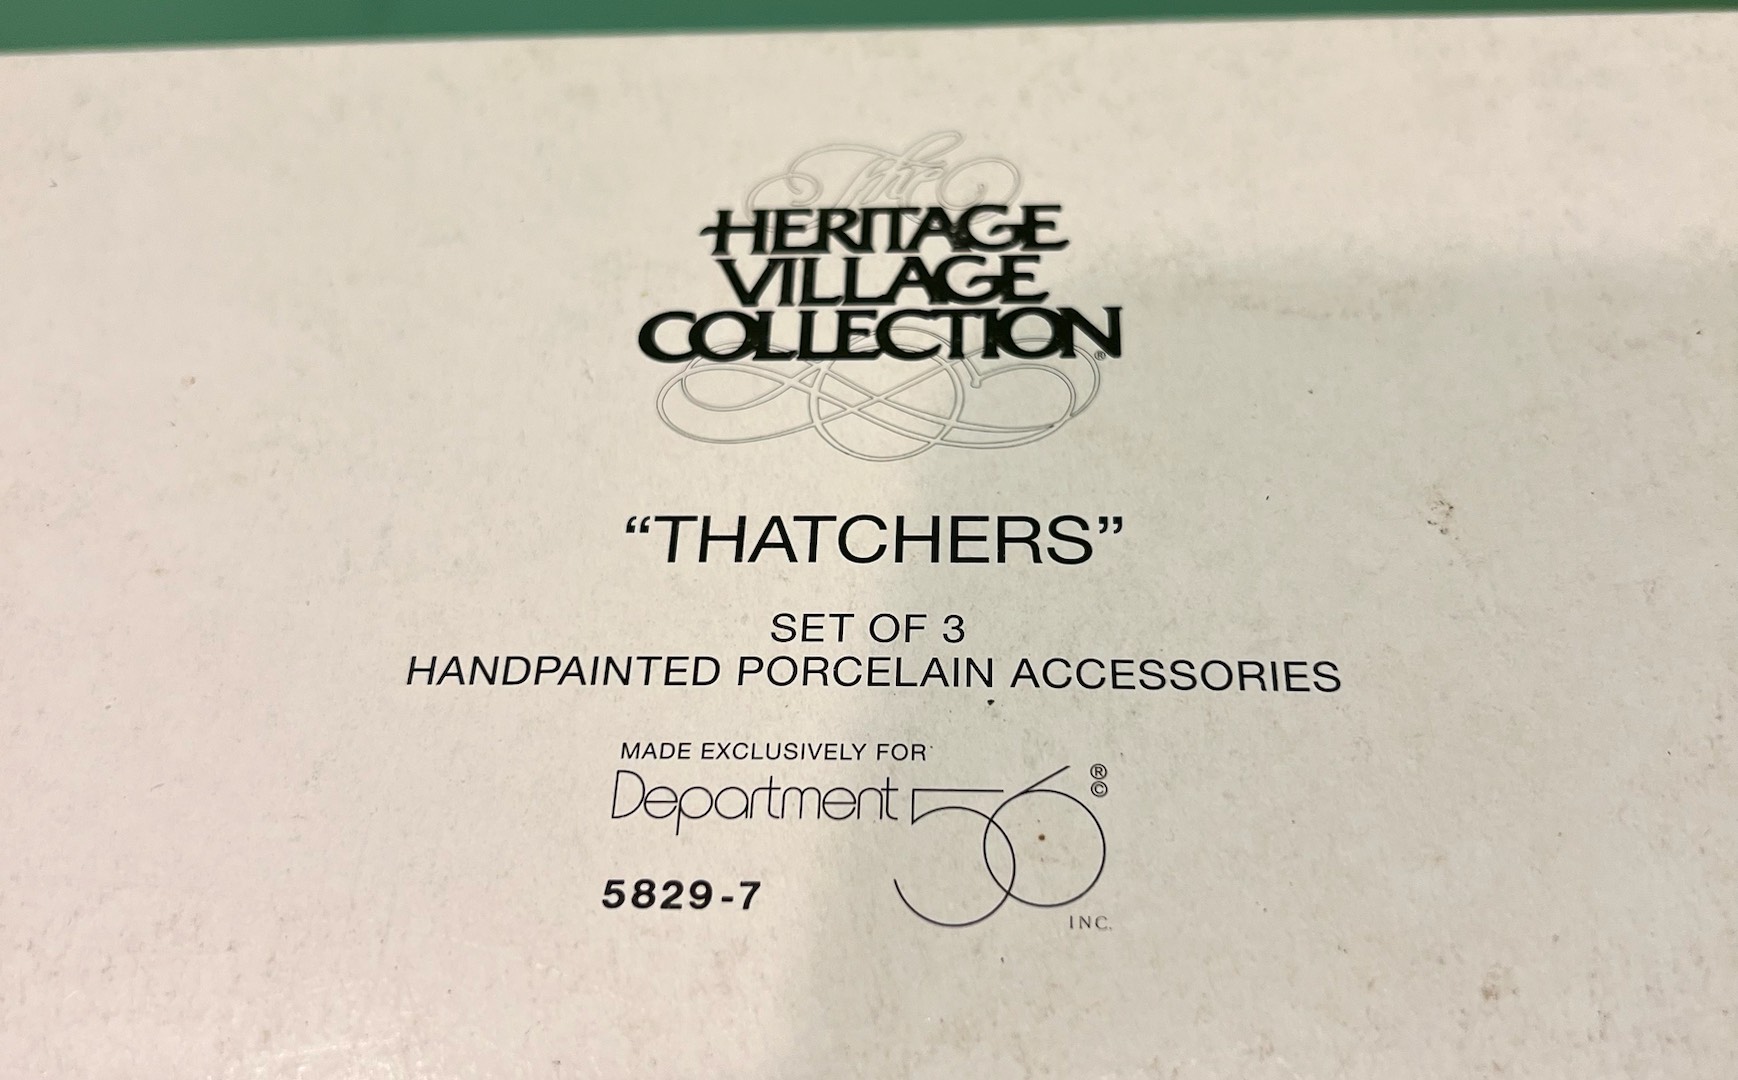 The
HERITAGE
VILLAGE
COLLECTION®
“THATCHERS”
SET OF 3
HANDPAINTED PORCELAIN ACCESSORIES
MADE EXCLUSIVELY FOR
Department 56 ® ©
INC.
5829-7